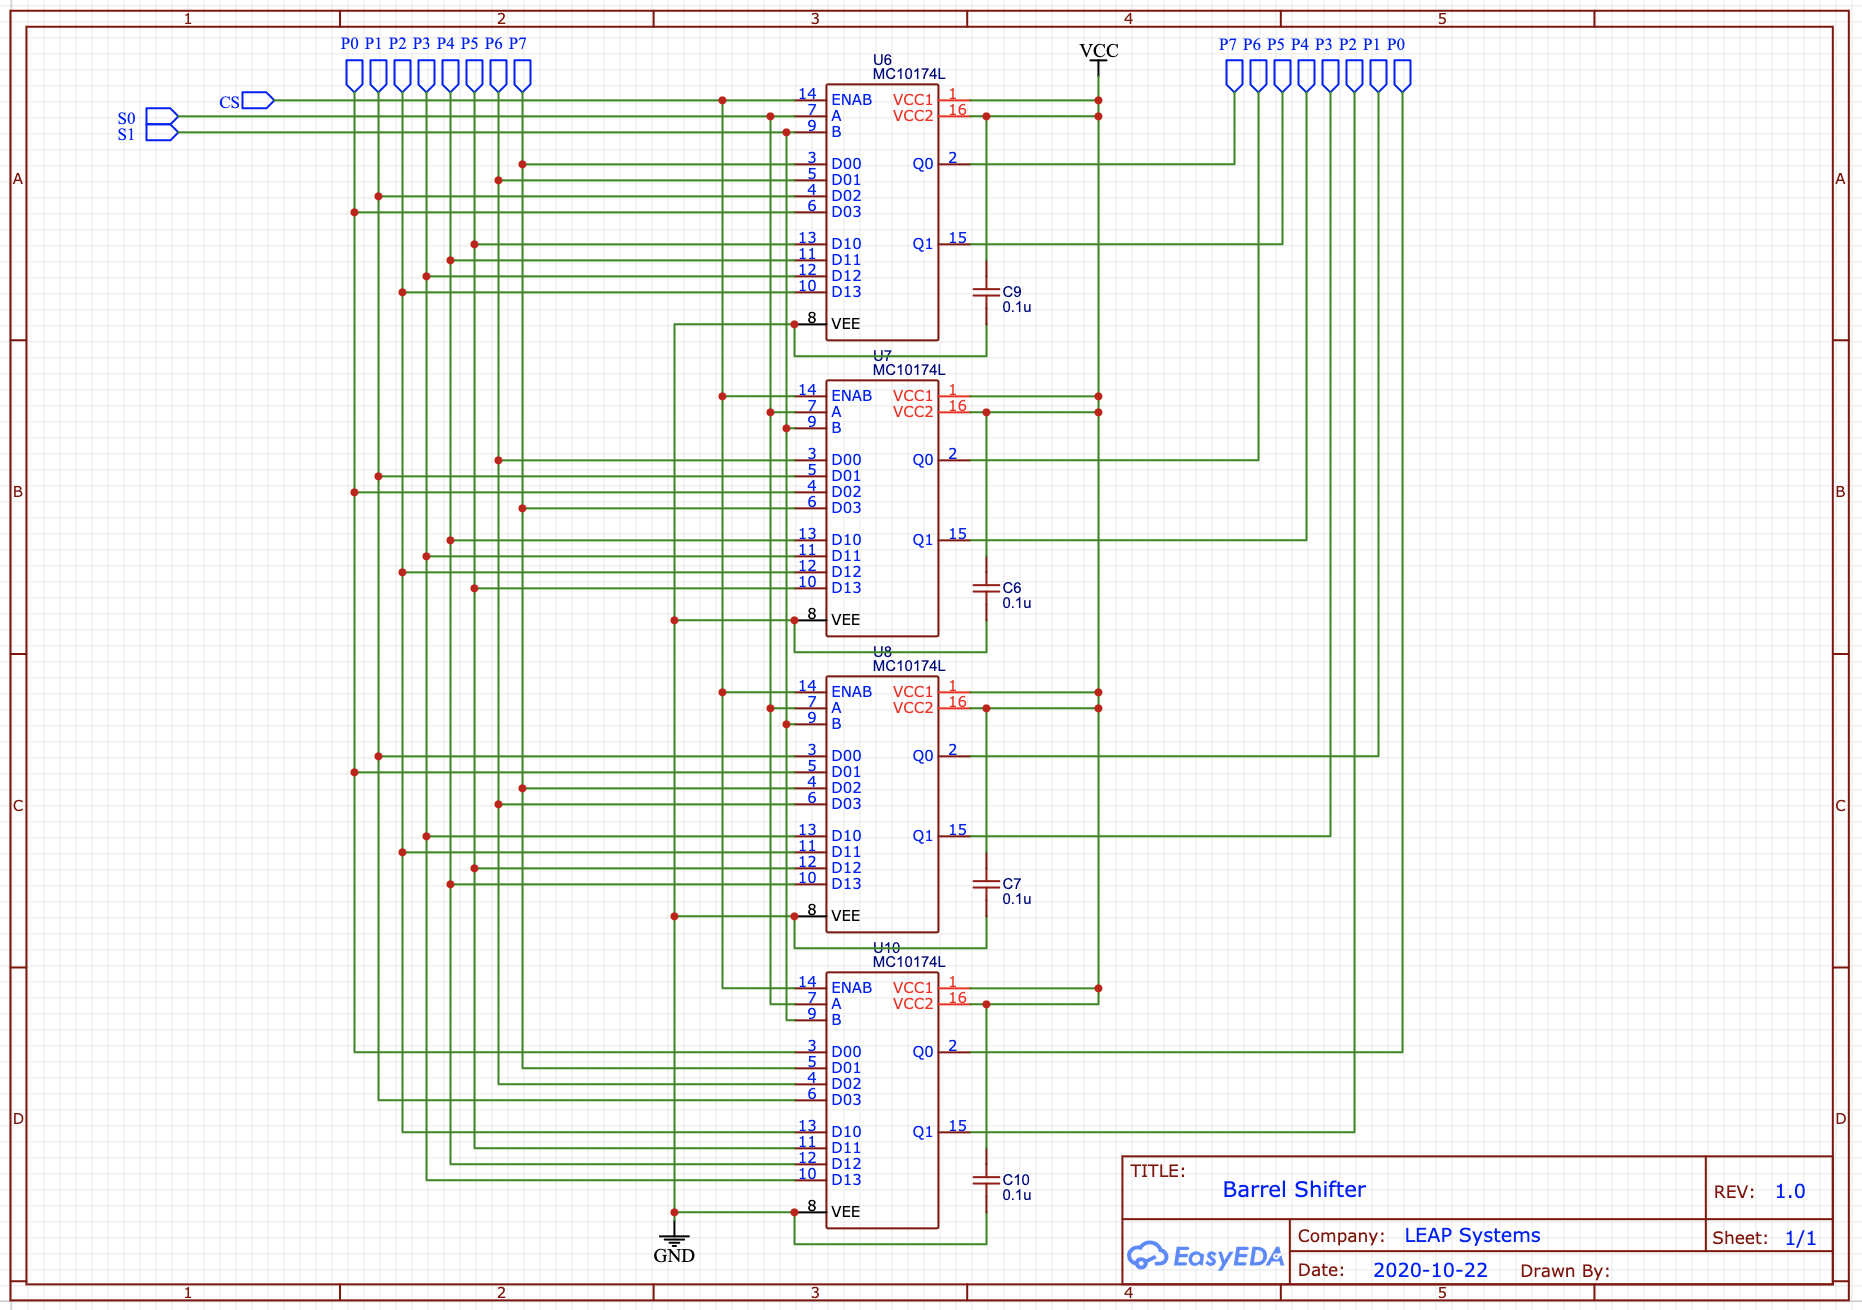 1 2 3 4 5
P0 P1 P2 P3 P4 P5 P6 P7
VCC
P7 P6 P5 P4 P3 P2 P1 P0
CS
S0
S1
A
A
U6
MC10174L
14 ENAB VCC1 1
7 A VCC2 16
9 B
3 D00 Q0 2
5 D01
4 D02
6 D03
13 D10 Q1 15
11 D11
12 D12
10 D13
C9
0.1u
8 VEE
B
B
U7
MC10174L
14 ENAB VCC1 1
7 A VCC2 16
9 B
3 D00 Q0 2
5 D01
4 D02
6 D03
13 D10 Q1 15
11 D11
12 D12
10 D13
C6
0.1u
8 VEE
C
C
U8
MC10174L
14 ENAB VCC1 1
7 A VCC2 16
9 B
3 D00 Q0 2
5 D01
4 D02
6 D03
13 D10 Q1 15
11 D11
12 D12
10 D13
C7
0.1u
8 VEE
D
D
U10
MC10174L
14 ENAB VCC1 1
7 A VCC2 16
9 B
3 D00 Q0 2
5 D01
4 D02
6 D03
13 D10 Q1 15
11 D11
12 D12
10 D13
C10
0.1u
8 VEE
GND
TITLE:
Barrel Shifter
REV: 1.0
EasyEDA
Company: LEAP Systems
Sheet: 1/1
Date: 2020-10-22 Drawn By:
1 2 3 4 5